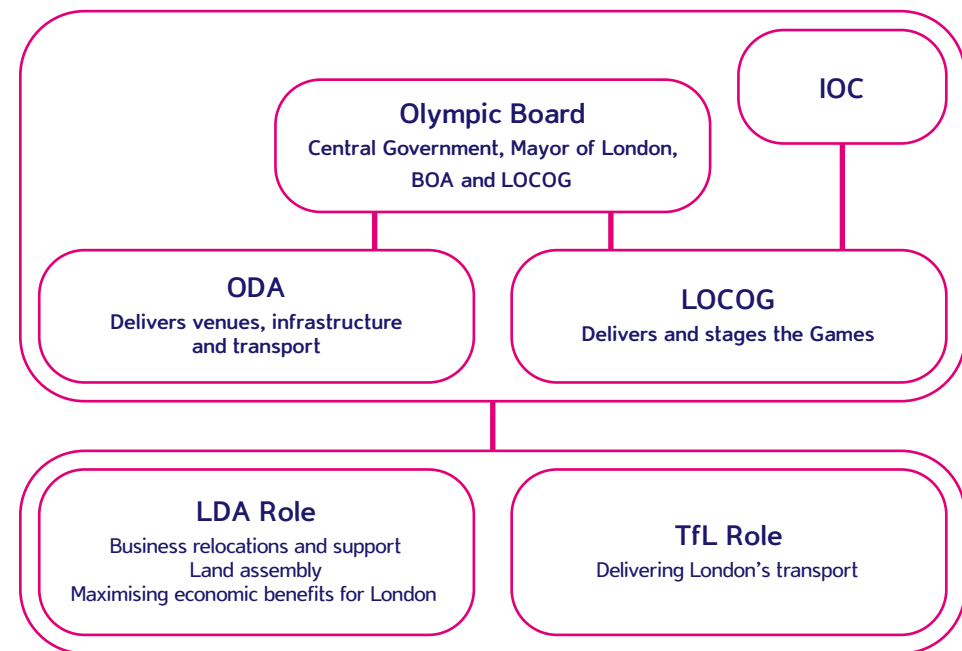 IOC
Olympic Board
Central Government, Mayor of London,
BOA and LOCOG
ODA
Delivers venues, infrastructure
and transport
LOCOG
Delivers and stages the Games
LDA Role
Business relocations and support
Land assembly
Maximising economic benefits for London
TfL Role
Delivering London’s transport